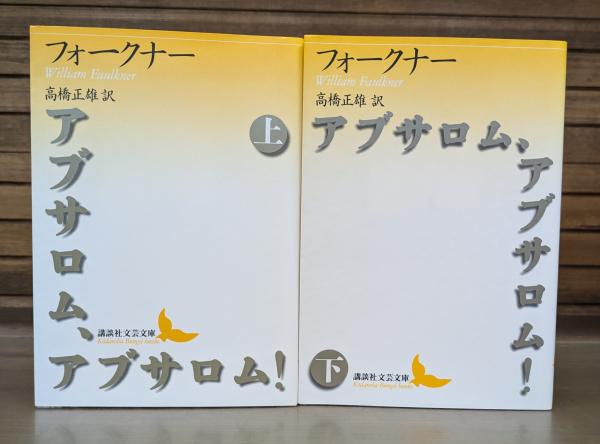 フォークナー
William Faulkner
高橋正雄 訳
上
アブサロム、
アブサロム!
講談社文芸文庫
Kodansha Bungei bunko
フォークナー
William Faulkner
高橋正雄 訳
アブサロム、
アブサロム!
下
講談社文芸文庫
Kodansha Bungei bunko